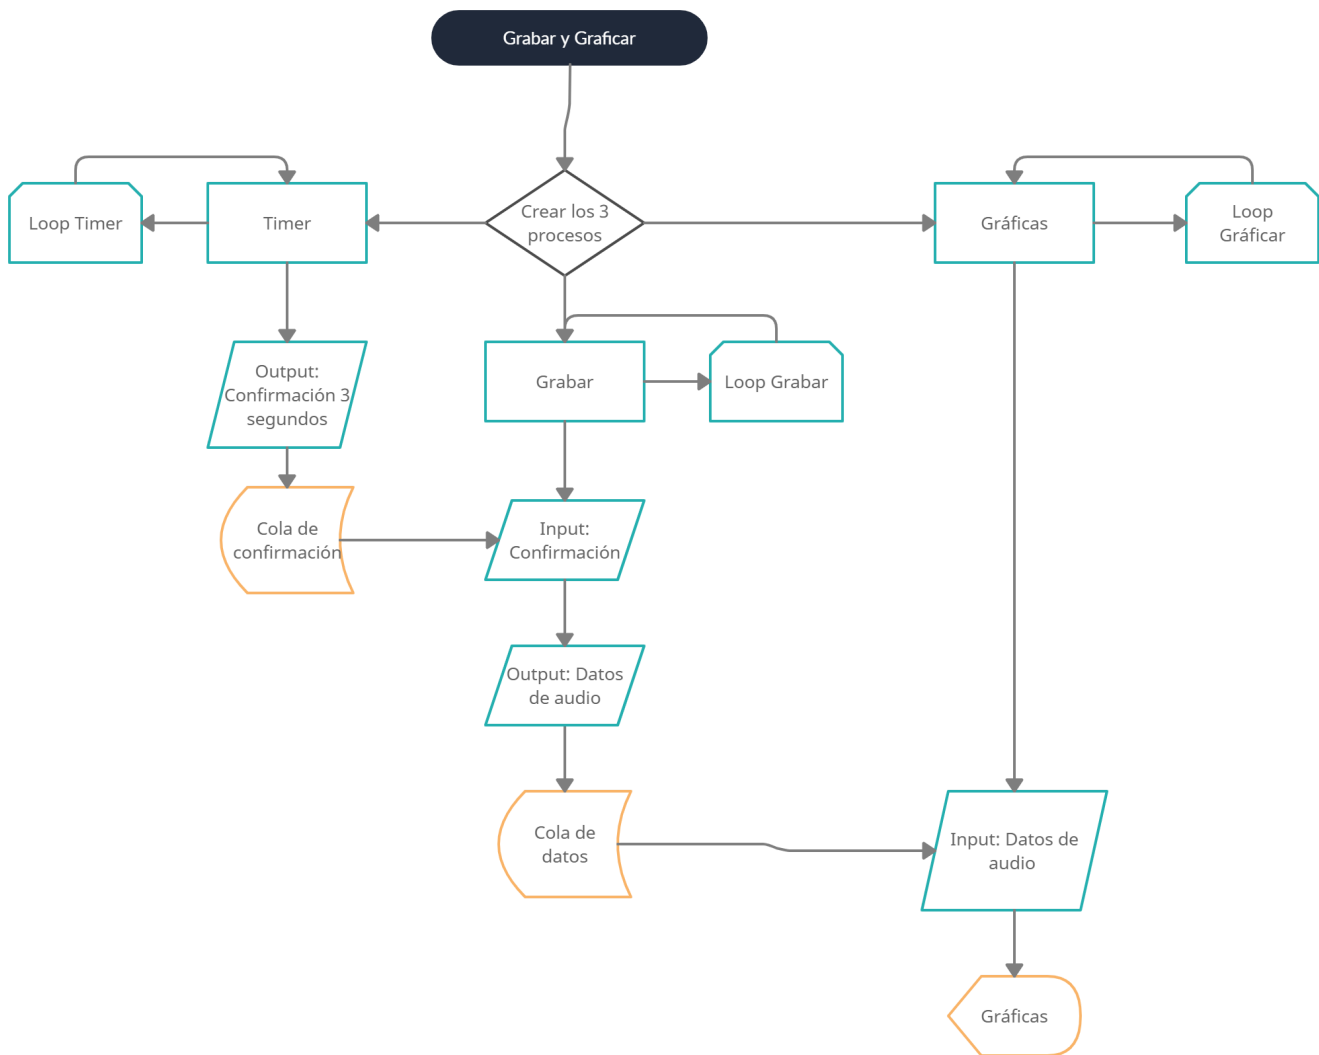 Grabar y Graficar
Loop Timer
Timer
Crear los 3
procesos
Gráficas
Loop
Gráficar
Output:
Confirmación 3
segundos
Grabar
Loop Grabar
Cola de
confirmación
Input:
Confirmación
Output: Datos
de audio
Cola de
datos
Input: Datos de
audio
Gráficas